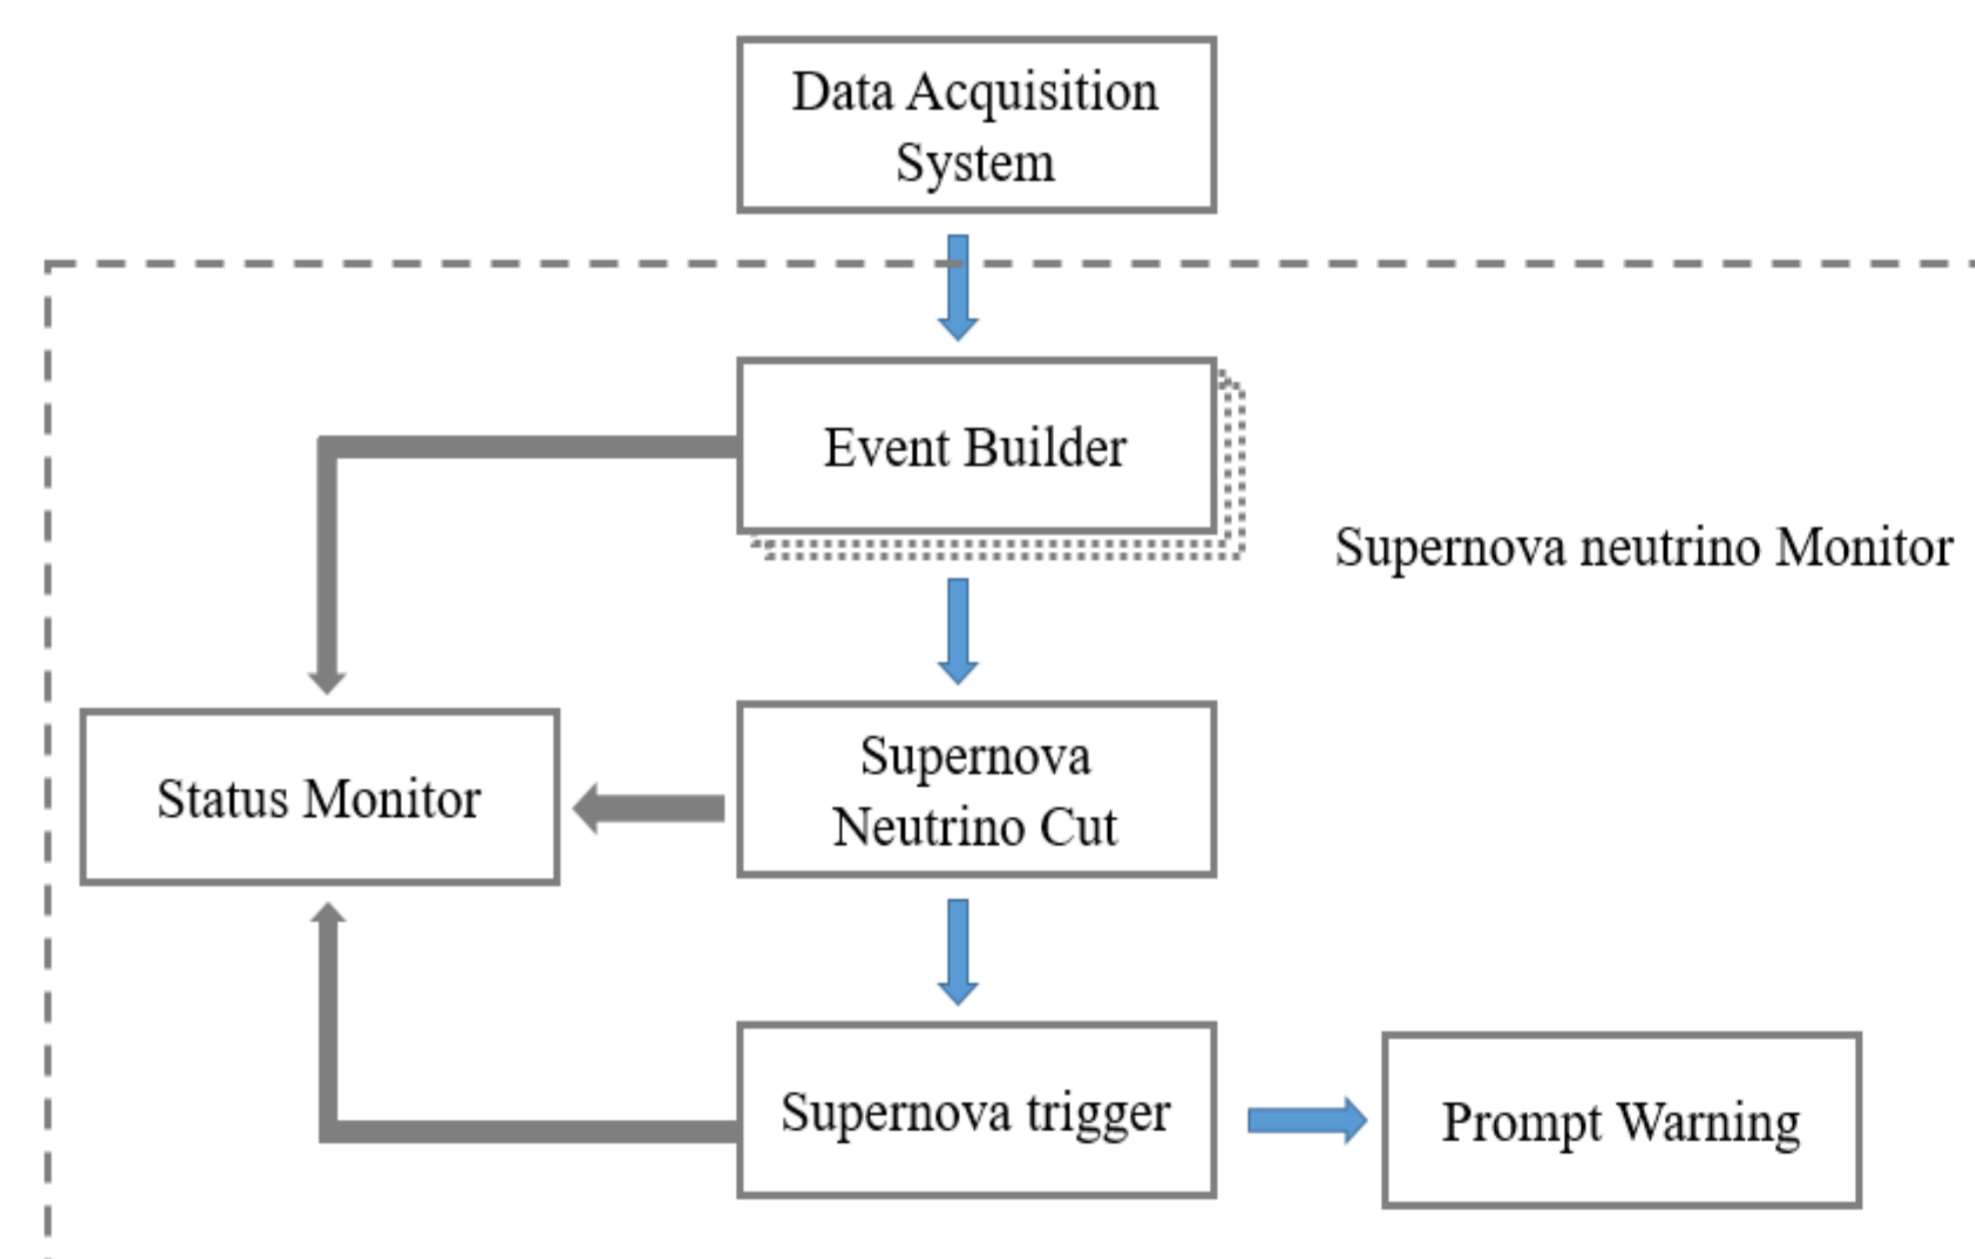 Data Acquisition
System
Event Builder
Supernova neutrino Monitor
Supernova
Neutrino Cut
Status Monitor
Supernova trigger
Prompt Warning